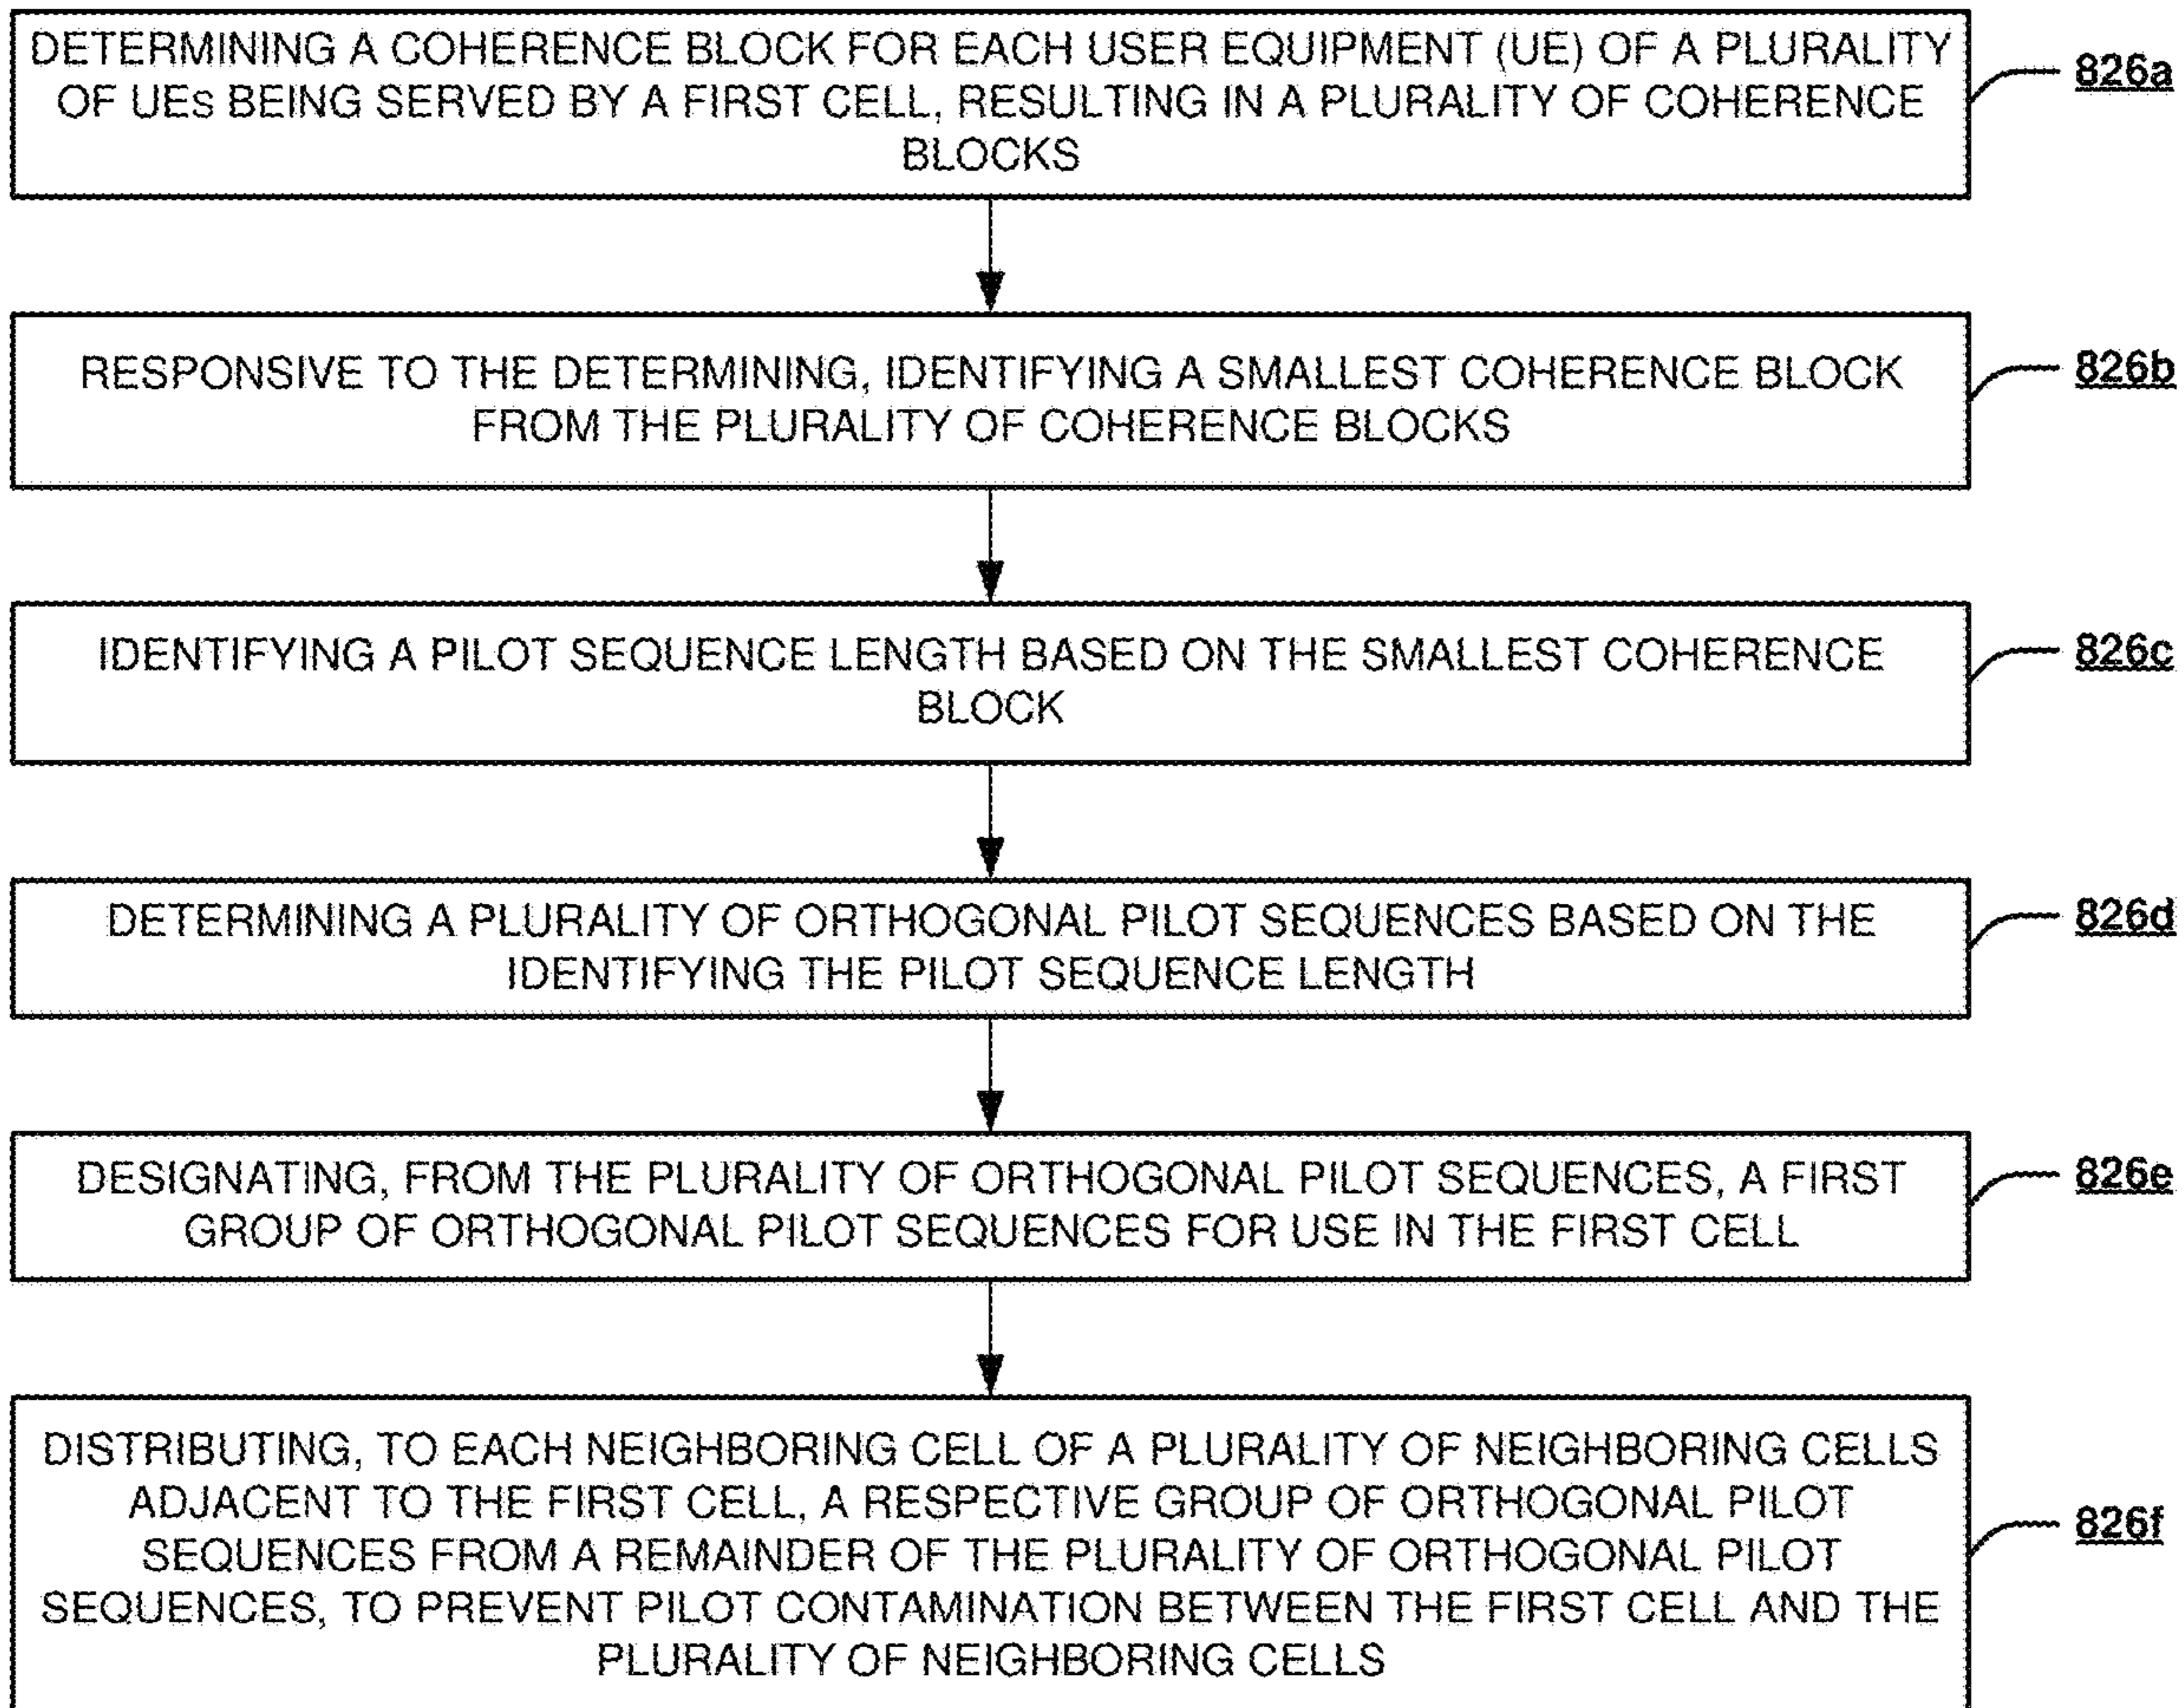 DETERMINING A COHERENCE BLOCK FOR EACH USER EQUIPMENT (UE) OF A PLURALITY
OF UEs BEING SERVED BY A FIRST CELL, RESULTING IN A PLURALITY OF COHERENCE
BLOCKS
826a
RESPONSIVE TO THE DETERMINING, IDENTIFYING A SMALLEST COHERENCE BLOCK
FROM THE PLURALITY OF COHERENCE BLOCKS
826b
IDENTIFYING A PILOT SEQUENCE LENGTH BASED ON THE SMALLEST COHERENCE
BLOCK
826c
DETERMINING A PLURALITY OF ORTHOGONAL PILOT SEQUENCES BASED ON THE
IDENTIFYING THE PILOT SEQUENCE LENGTH
826d
DESIGNATING, FROM THE PLURALITY OF ORTHOGONAL PILOT SEQUENCES, A FIRST
GROUP OF ORTHOGONAL PILOT SEQUENCES FOR USE IN THE FIRST CELL
826e
DISTRIBUTING, TO EACH NEIGHBORING CELL OF A PLURALITY OF NEIGHBORING CELLS
ADJACENT TO THE FIRST CELL, A RESPECTIVE GROUP OF ORTHOGONAL PILOT
SEQUENCES FROM A REMAINDER OF THE PLURALITY OF ORTHOGONAL PILOT
SEQUENCES, TO PREVENT PILOT CONTAMINATION BETWEEN THE FIRST CELL AND THE
PLURALITY OF NEIGHBORING CELLS
826f